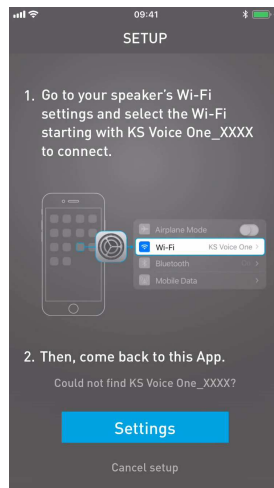 09:41
SETUP
1. Go to your speaker's Wi-Fi
settings and select the Wi-Fi
starting with KS Voice One_XXXX
to connect.
Airplane Mode
Wi-Fi KS Voice One
Bluetooth On
Mobile Data
2. Then, come back to this App.
Could not find KS Voice One_XXXX?
Settings
Cancel setup